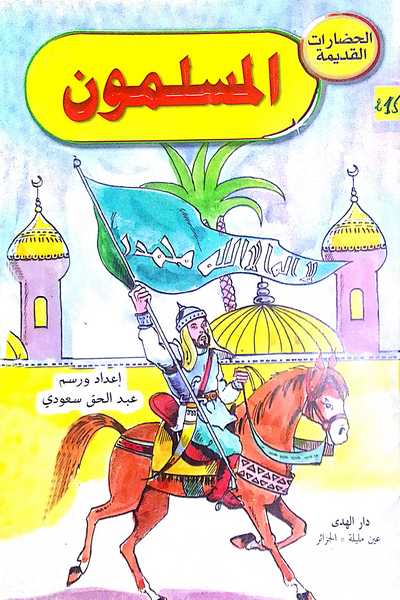 الحضارات
القديمة
المسلمون
إعداد ورسم
عبد الحق سعودي
دار الهدى
عين مليلة - الجزائر